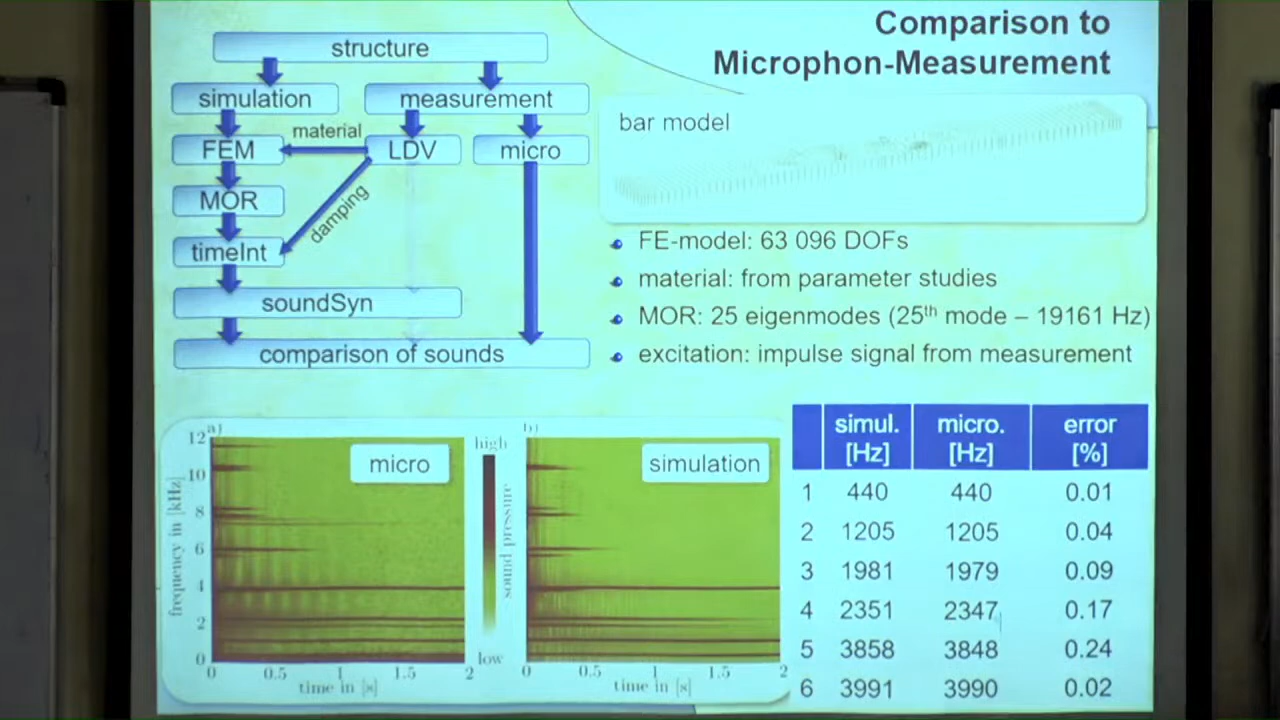 Comparison to
Microphon-Measurement
structure
simulation
measurement
material
FEM
LDV
micro
MOR
damping
timeInt
soundSyn
comparison of sounds
bar model
FE-model: 63 096 DOFs
material: from parameter studies
MOR: 25 eigenmodes (25th mode – 19161 Hz)
excitation: impulse signal from measurement
a)
micro
frequency in [kHz]
12
10
8
6
4
2
0
0 0.5 1 1.5 2
time in [s]
high
sound pressure
low
b)
simulation
0 0.5 1 1.5 2
time in [s]
simul. [Hz] micro. [Hz] error [%]
1 440 440 0.01
2 1205 1205 0.04
3 1981 1979 0.09
4 2351 2347 0.17
5 3858 3848 0.24
6 3991 3990 0.02